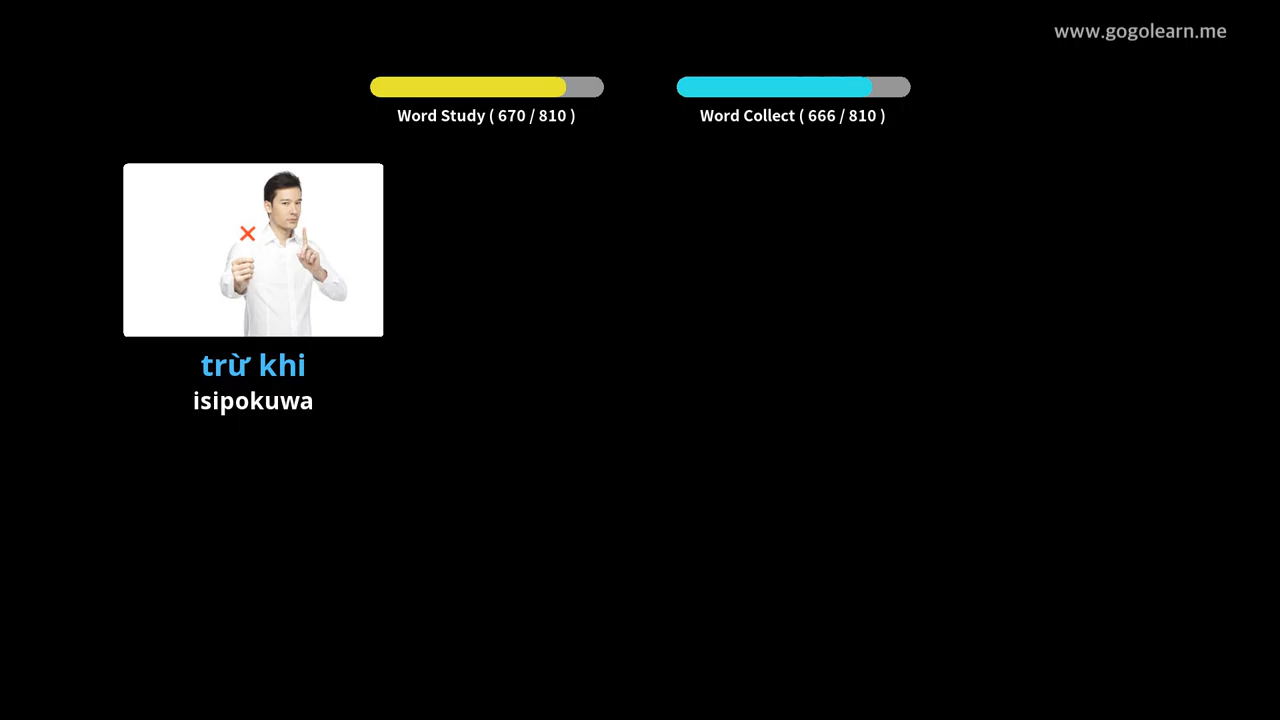 www.gogolearn.me
Word Study ( 670 / 810 )
Word Collect ( 666 / 810 )
trừ khi
isipokuwa